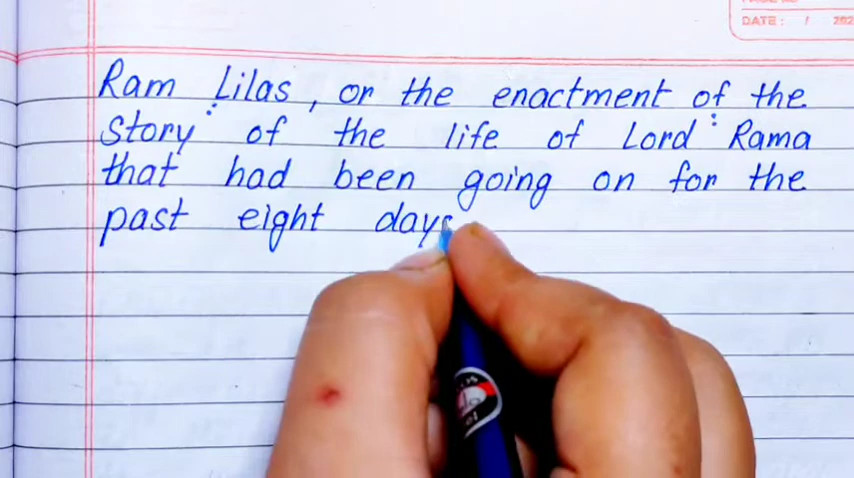 DATE: / 202
Ram Lilas, or the enactment of the
story of the life of Lord Rama
that had been going on for the
past eight days